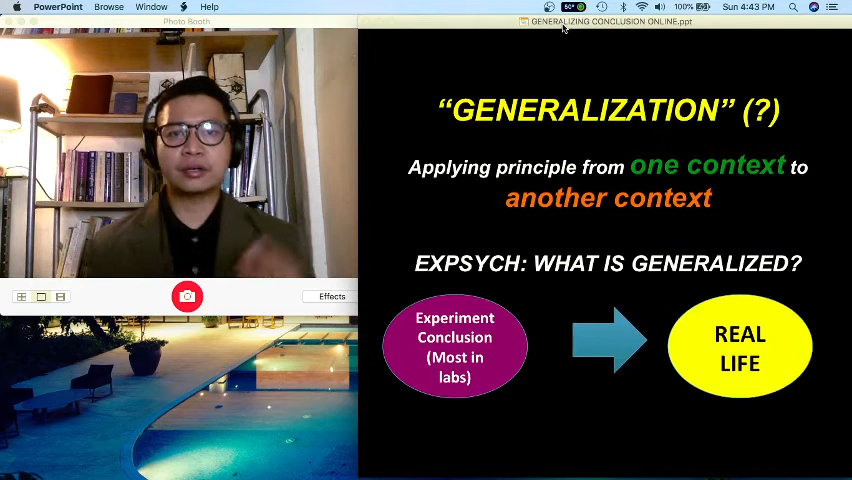 PowerPoint Browse Window Help
50°
100%
Sun 4:43 PM
Photo Booth
GENERALIZING CONCLUSION ONLINE.ppt
“GENERALIZATION” (?)
Applying principle from one context to
another context
EXPSYCH: WHAT IS GENERALIZED?
Effects
Experiment
Conclusion
(Most in
labs)
REAL
LIFE